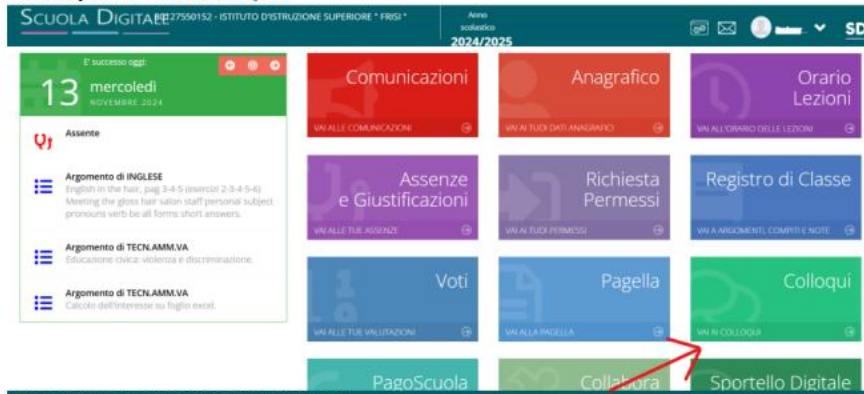 SCUOLA DIGITALE
80127550152 - ISTITUTO D'ISTRUZIONE SUPERIORE " FRISI "
Anno
scolastico
2024/2025
SD
E' successo oggi:
13 mercoledì
NOVEMBRE 2024
Assente
Argomento di INGLESE
English in the hair, pag 3-4-5 (esercizi 2-3-4-5-6)
Meeting the gloss hair salon staff personal subject
pronouns verb be all forms short answers.
Argomento di TECN.AMM.VA
Educazione civica: violenza e discriminazione.
Argomento di TECN.AMM.VA
Calcolo dell'interesse su foglio excel.
Comunicazioni
VAI ALLE COMUNICAZIONI
Anagrafico
VAI AI TUOI DATI ANAGRAFICI
Orario
Lezioni
VAI ALL'ORARIO DELLE LEZIONI
Assenze
e Giustificazioni
VAI ALLE TUE ASSENZE
Richiesta
Permessi
VAI AI TUOI PERMESSI
Registro di Classe
VAI A ARGOMENTI, COMPITI E NOTE
Voti
VAI ALLE TUE VALUTAZIONI
Pagella
VAI ALLA PAGELLA
Colloqui
VAI AI COLLOQUI
PagoScuola
Collabora
Sportello Digitale